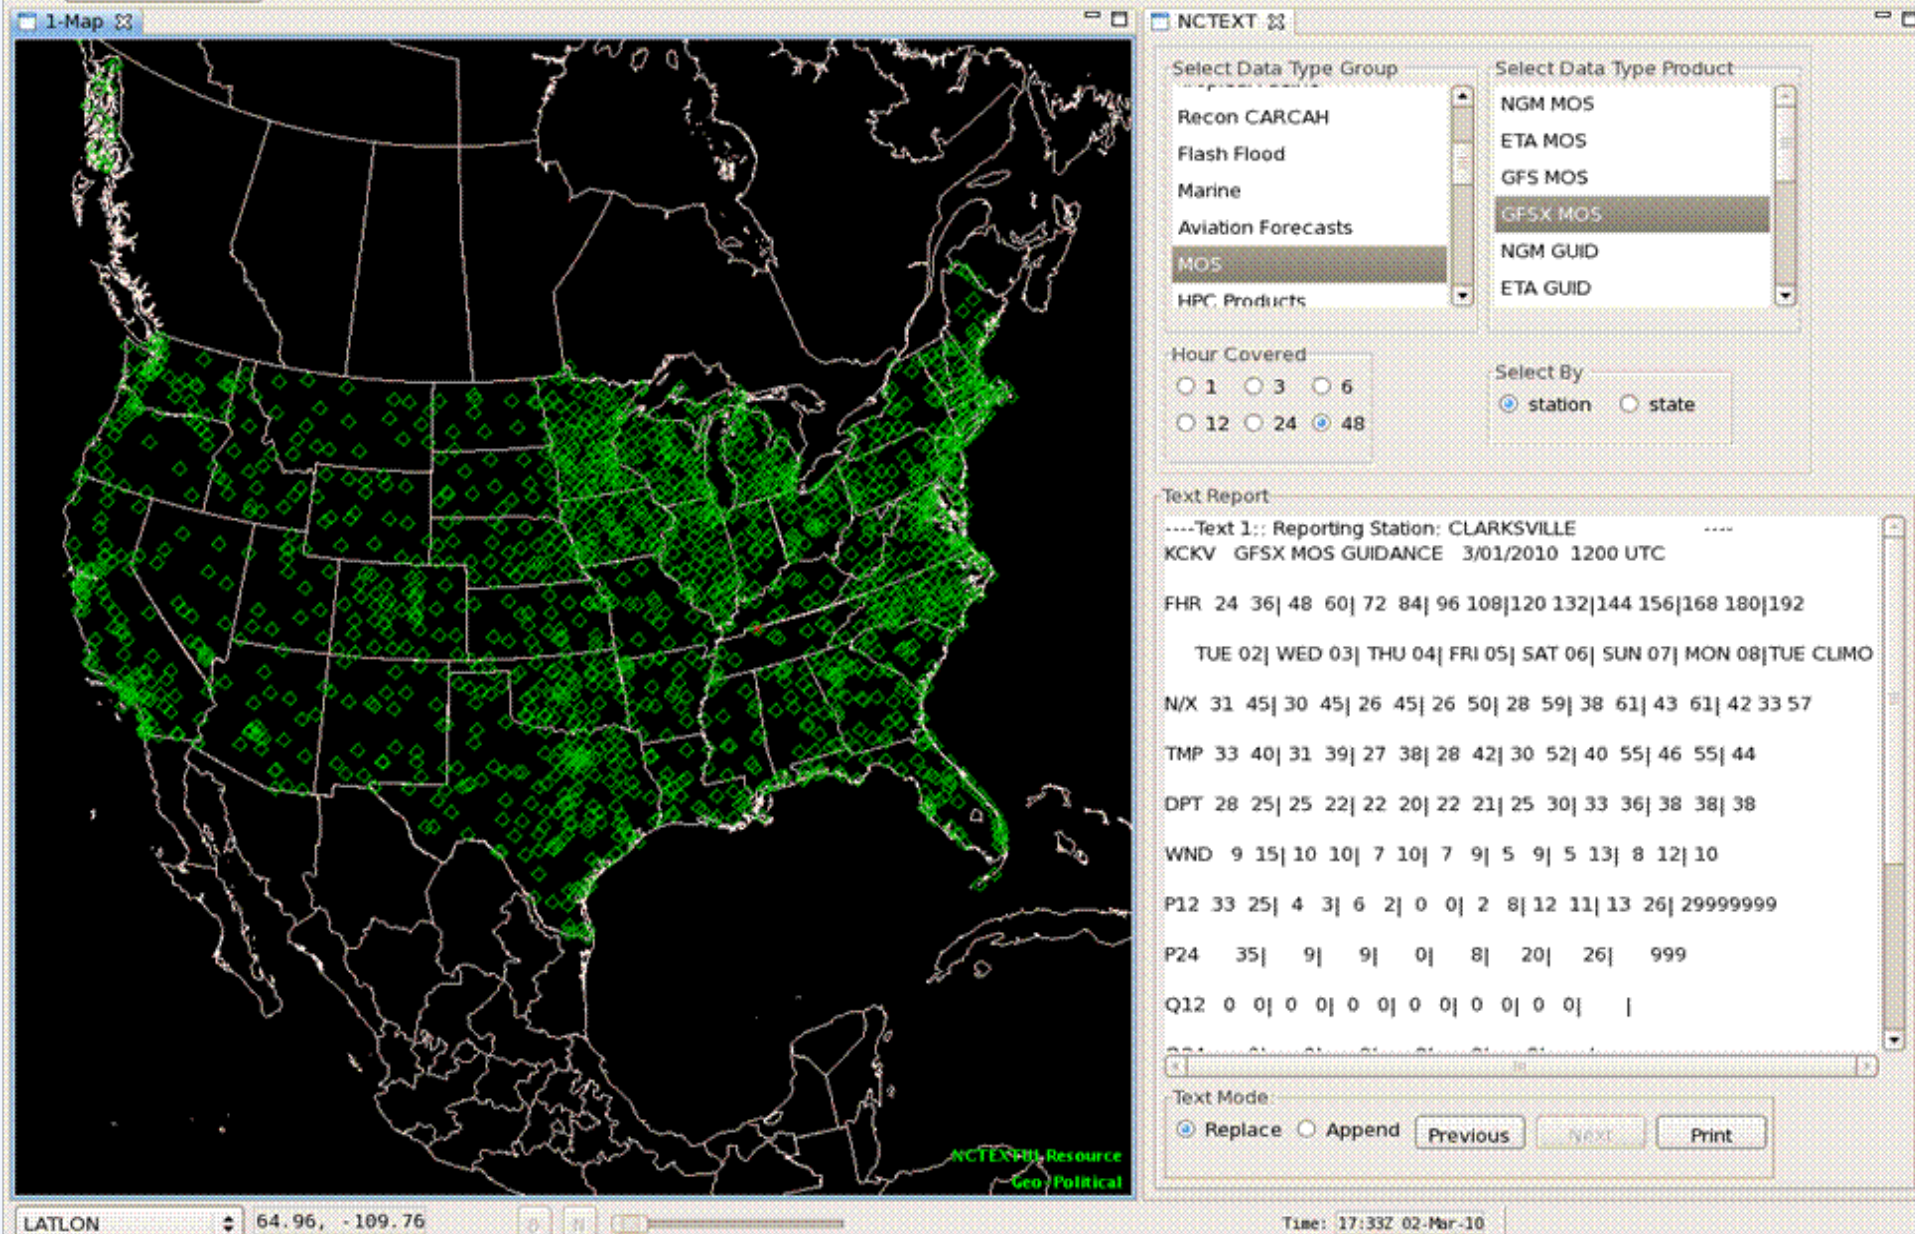 1-Map
NCTEXT
Select Data Type Group
Recon CARCAH
Flash Flood
Marine
Aviation Forecasts
MOS
HPC Products
Select Data Type Product
NGM MOS
ETA MOS
GFS MOS
GFSX MOS
NGM GUID
ETA GUID
Hour Covered
1 3 6
12 24 48
Select By
station state
Text Report
----Text 1:: Reporting Station: CLARKSVILLE ----
KCKV GFSX MOS GUIDANCE 3/01/2010 1200 UTC
FHR 24 36| 48 60| 72 84| 96 108|120 132|144 156|168 180|192
TUE 02| WED 03| THU 04| FRI 05| SAT 06| SUN 07| MON 08|TUE CLIMO
N/X 31 45| 30 45| 26 45| 26 50| 28 59| 38 61| 43 61| 42 33 57
TMP 33 40| 31 39| 27 38| 28 42| 30 52| 40 55| 46 55| 44
DPT 28 25| 25 22| 22 20| 22 21| 25 30| 33 36| 38 38| 38
WND 9 15| 10 10| 7 10| 7 9| 5 9| 5 13| 8 12| 10
P12 33 25| 4 3| 6 2| 0 0| 2 8| 12 11| 13 26| 29999999
P24 35| 9| 9| 0| 8| 20| 26| 999
Q12 0 0| 0 0| 0 0| 0 0| 0 0| 0 0| |
Text Mode:
Replace Append Previous Next Print
NCTEXTUI Resource
Geo Political
LATLON 64.96, -109.76
Time: 17:33Z 02-Mar-10